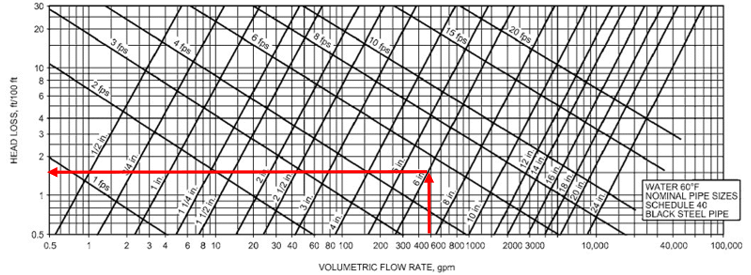 30
20
10
8
6
4
3
2
1
0.5
HEAD LOSS, ft/100 ft
1 fps
2 fps
3 fps
4 fps
6 fps
8 fps
10 fps
15 fps
20 fps
1/2 in.
3/4 in.
1 in.
1 1/4 in.
1 1/2 in.
2 in.
2 1/2 in.
3 in.
4 in.
5 in.
6 in.
8 in.
10 in.
12 in.
14 in.
16 in.
18 in.
20 in.
24 in.
WATER 60°F
NOMINAL PIPE SIZES
SCHEDULE 40
BLACK STEEL PIPE
0.5 1 2 3 4 6 8 10 20 30 40 60 80 100 200 300 400 600 800 1000 2000 3000 10,000 40,000 100,000
VOLUMETRIC FLOW RATE, gpm